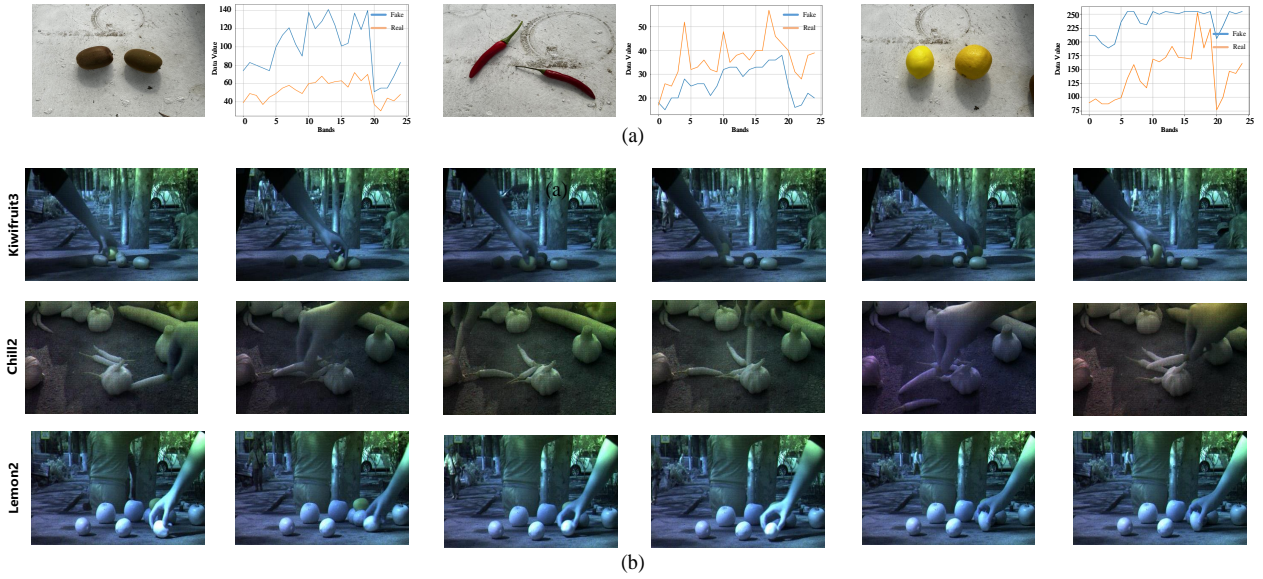 140
120
100
80
60
40
Data Value
Fake
Real
0 5 10 15 20 25
Bands
50
40
30
20
Data Value
Fake
Real
0 5 10 15 20 25
Bands
250
225
200
175
150
125
100
75
Data Value
Fake
Real
0 5 10 15 20 25
Bands
(a)
Kiwifruit3
(a)
Chill2
Lemon2
(b)